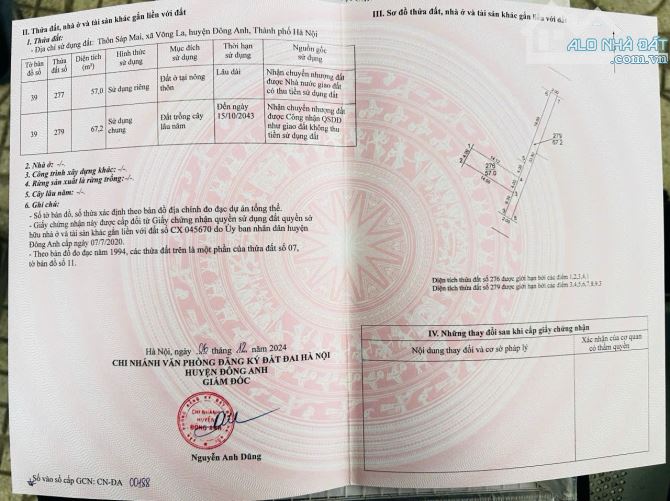 II. Thửa đất, nhà ở và tài sản khác gắn liền với đất
1. Thửa đất:
- Địa chỉ sử dụng đất: Thôn Sáp Mai, xã Võng La, huyện Đông Anh, Thành phố Hà Nội
Tờ bản đồ số Thửa đất số Diện tích (m²) Hình thức sử dụng Mục đích sử dụng Thời hạn sử dụng Nguồn gốc sử dụng
39 277 57,0 Sử dụng riêng Đất ở tại nông thôn Lâu dài Nhận chuyển nhượng đất được Nhà nước giao đất có thu tiền sử dụng đất
39 279 67,2 Sử dụng chung Đất trồng cây lâu năm Đến ngày 15/10/2043 Nhận chuyển nhượng đất được Công nhận QSDĐ như giao đất không thu tiền sử dụng đất
2. Nhà ở: -/-
3. Công trình xây dựng khác: -/-
4. Rừng sản xuất là rừng trồng: -/-
5. Cây lâu năm: -/-
6. Ghi chú:
- Số tờ bản đồ, số thửa xác định theo bản đồ địa chính đo đạc dự án tổng thể.
- Giấy chứng nhận này được cấp đổi từ Giấy chứng nhận quyền sử dụng đất quyền sở
hữu nhà ở và tài sản khác gắn liền với đất số CX 045670 do Ủy ban nhân dân huyện
Đông Anh cấp ngày 07/7/2020.
- Theo bản đồ đo đạc năm 1994, các thửa đất trên là một phần của thửa đất số 07,
tờ bản đồ số 11.
Hà Nội, ngày 06 tháng 12 năm 2024
CHI NHÁNH VĂN PHÒNG ĐĂNG KÝ ĐẤT ĐAI HÀ NỘI
HUYỆN ĐÔNG ANH
GIÁM ĐỐC
CHI NHÁNH
HUYỆN
ĐÔNG ANH
Nguyễn Anh Dũng
Số vào sổ cấp GCN: CN-ĐA 00488
III. Sơ đồ thửa đất, nhà ở và tài sản khác gắn liền với đất
ALO NHÀ ĐẤT
.com.vn
279
67.2
276
57.0
Diện tích thửa đất số 276 được giới hạn bởi các điểm 1,2,3,4,1
Diện tích thửa đất số 279 được giới hạn bởi các điểm 3,4,5,6,7,8,9,3
IV. Những thay đổi sau khi cấp giấy chứng nhận
Nội dung thay đổi và cơ sở pháp lý
Xác nhận của cơ quan
có thẩm quyền